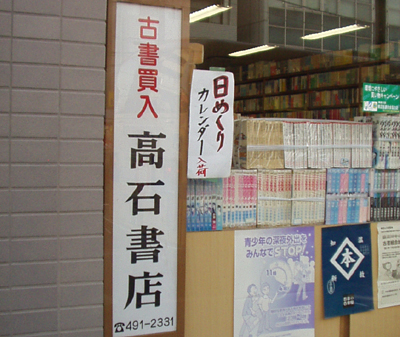 古書買入
高石書店
☎491-2331
日めくり
カレンダー入荷
青少年の深夜外出を
みんなでSTOP!
本